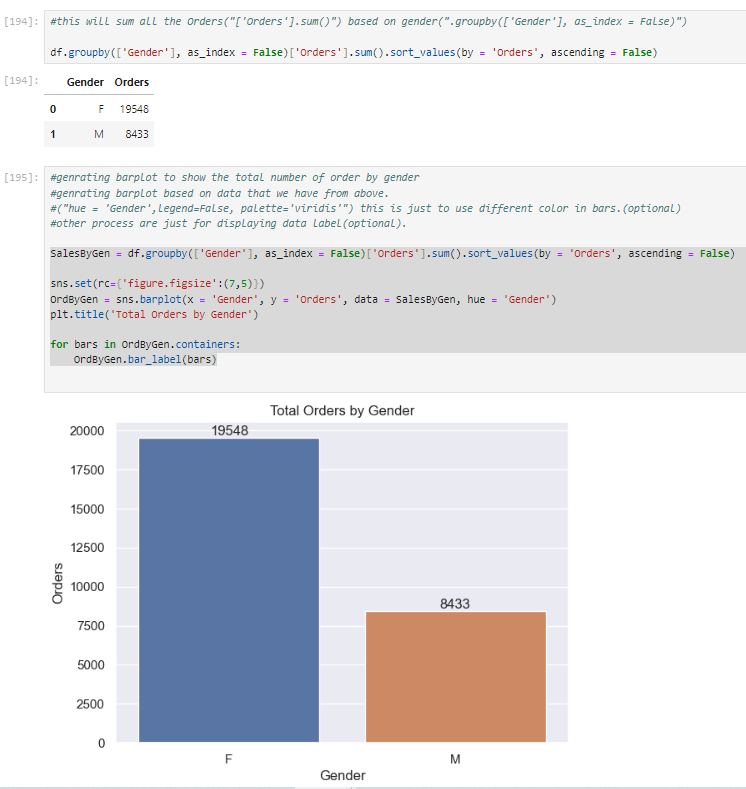 [194]: #this will sum all the Orders("['Orders'].sum()") based on gender(".groupby(['Gender'], as_index = False)")
df.groupby(['Gender'], as_index = False)['Orders'].sum().sort_values(by = 'Orders', ascending = False)
[194]: Gender Orders
0 F 19548
1 M 8433
[195]: #genrating barplot to show the total number of order by gender
#genrating barplot based on data that we have from above.
#("hue = 'Gender',legend=False, palette='viridis'") this is just to use different color in bars.(optional)
#other process are just for displaying data label(optional).
SalesByGen = df.groupby(['Gender'], as_index = False)['Orders'].sum().sort_values(by = 'Orders', ascending = False)
sns.set(rc={'figure.figsize':(7,5)})
OrdByGen = sns.barplot(x = 'Gender', y = 'Orders', data = SalesByGen, hue = 'Gender')
plt.title('Total Orders by Gender')
for bars in OrdByGen.containers:
OrdByGen.bar_label(bars)
Total Orders by Gender
20000
19548
17500
15000
12500
10000
8433
7500
5000
2500
0
Orders
F M
Gender